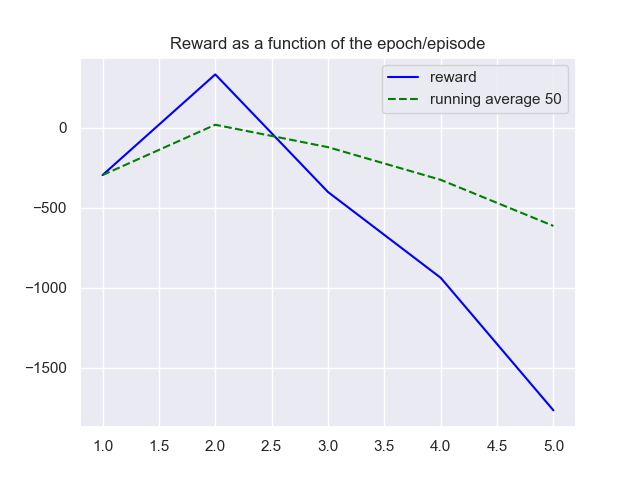 Reward as a function of the epoch/episode
reward
running average 50
0
−500
−1000
−1500
1.0 1.5 2.0 2.5 3.0 3.5 4.0 4.5 5.0